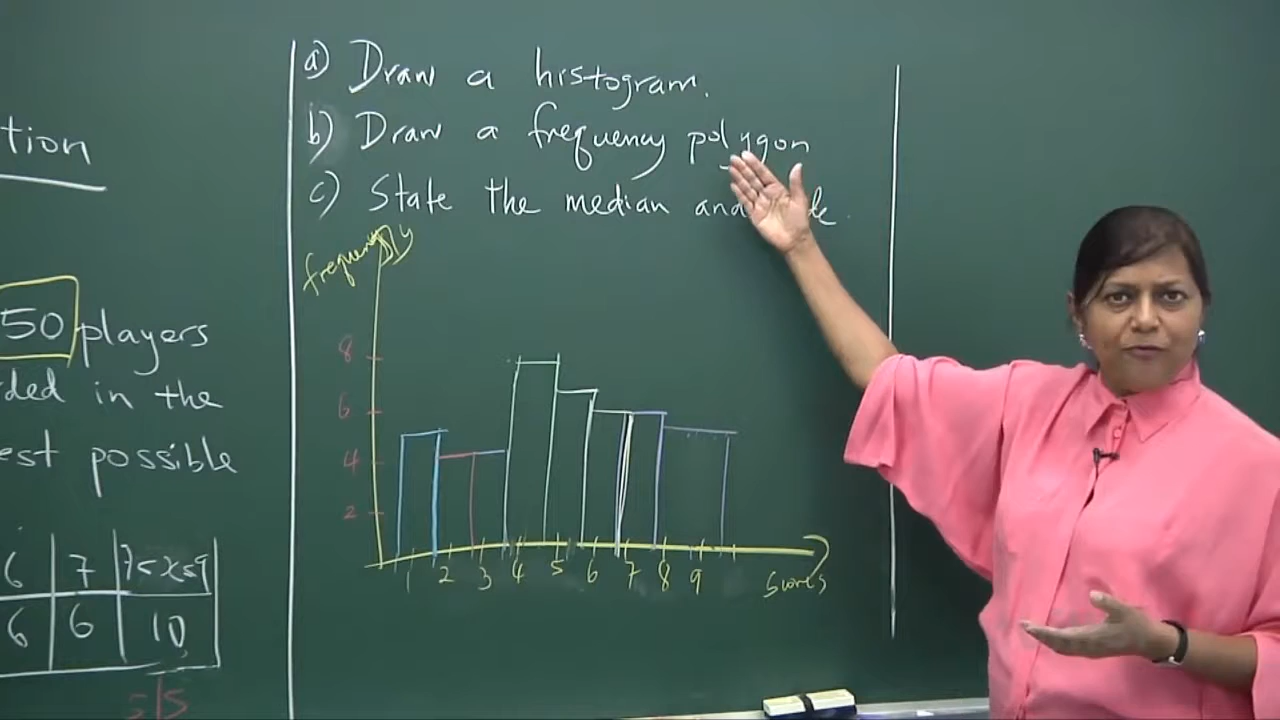 a) Draw a histogram.
b) Draw a frequency polygon
c) State the median and
tion
50 players
ded in the
est possible
6 7 7≤x≤9
6 6 10
5 5
frequency
8
6
4
2
1 2 3 4 5 6 7 8 9 Scores